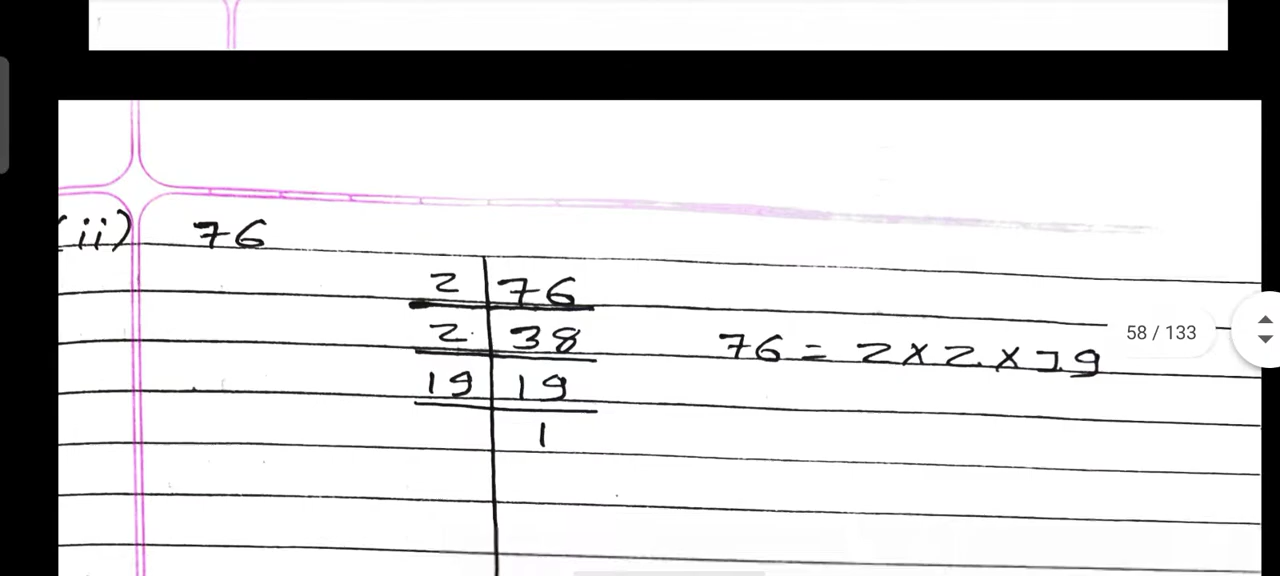 (ii) 76
2 | 76
2 | 38 76 = 2 x 2 x 19
19 | 19
1
58 / 133